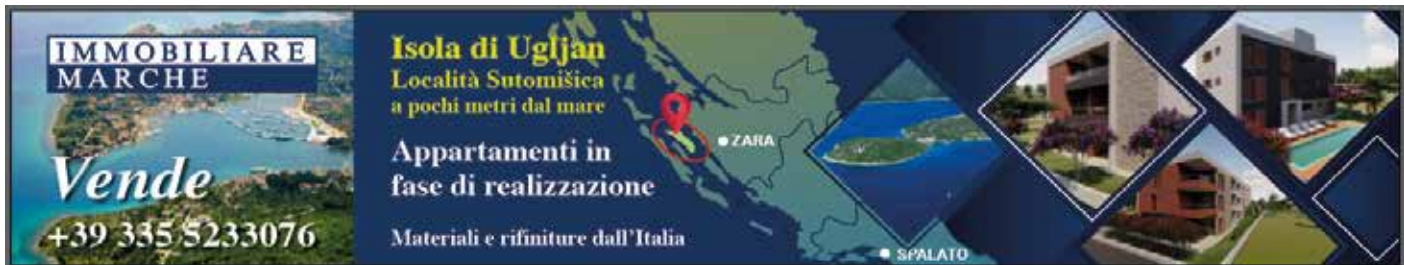 IMMOBILIARE
MARCHE
Vende
+39 335 5233076
Isola di Ugljan
Località Sutomišica
a pochi metri dal mare
Appartamenti in
fase di realizzazione
Materiali e rifiniture dall'Italia
ZARA
SPALATO